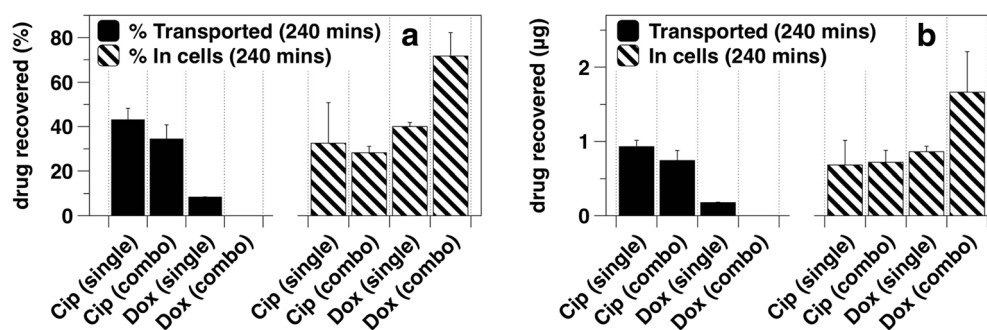 drug recovered (%)
80
60
40
20
0
% Transported (240 mins)
% In cells (240 mins)
a
Cip (single)
Cip (combo)
Dox (single)
Dox (combo)
Cip (single)
Cip (combo)
Dox (single)
Dox (combo)
drug recovered (µg)
2
1
0
Transported (240 mins)
In cells (240 mins)
b
Cip (single)
Cip (combo)
Dox (single)
Dox (combo)
Cip (single)
Cip (combo)
Dox (single)
Dox (combo)